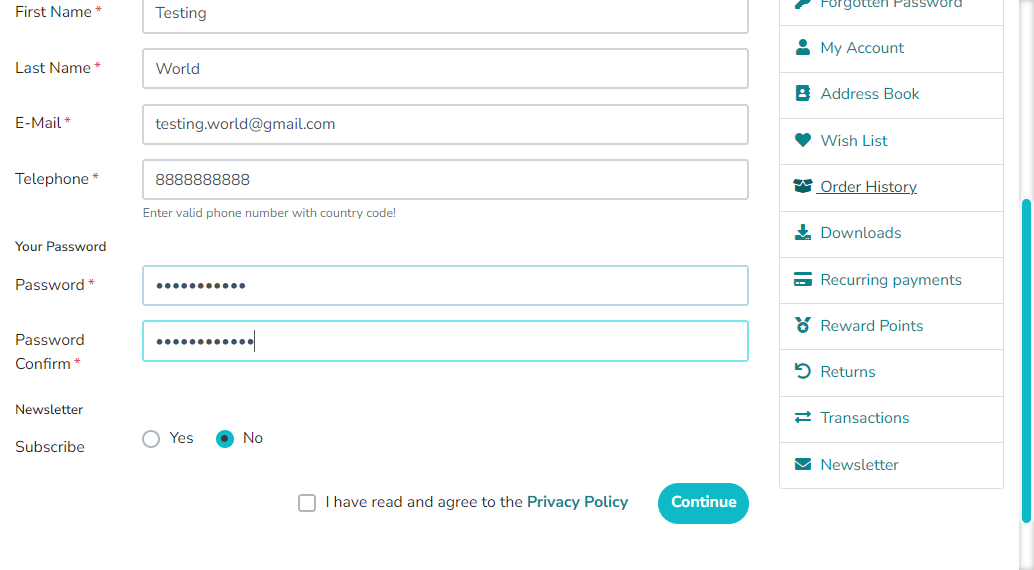 First Name *
Testing
Last Name *
World
E-Mail *
testing.world@gmail.com
Telephone *
8888888888
Enter valid phone number with country code!
Your Password
Password *
•••••••••••
Password
Confirm *
••••••••••••
Newsletter
Subscribe
Yes
No
I have read and agree to the Privacy Policy
Continue
Forgotten Password
My Account
Address Book
Wish List
Order History
Downloads
Recurring payments
Reward Points
Returns
Transactions
Newsletter